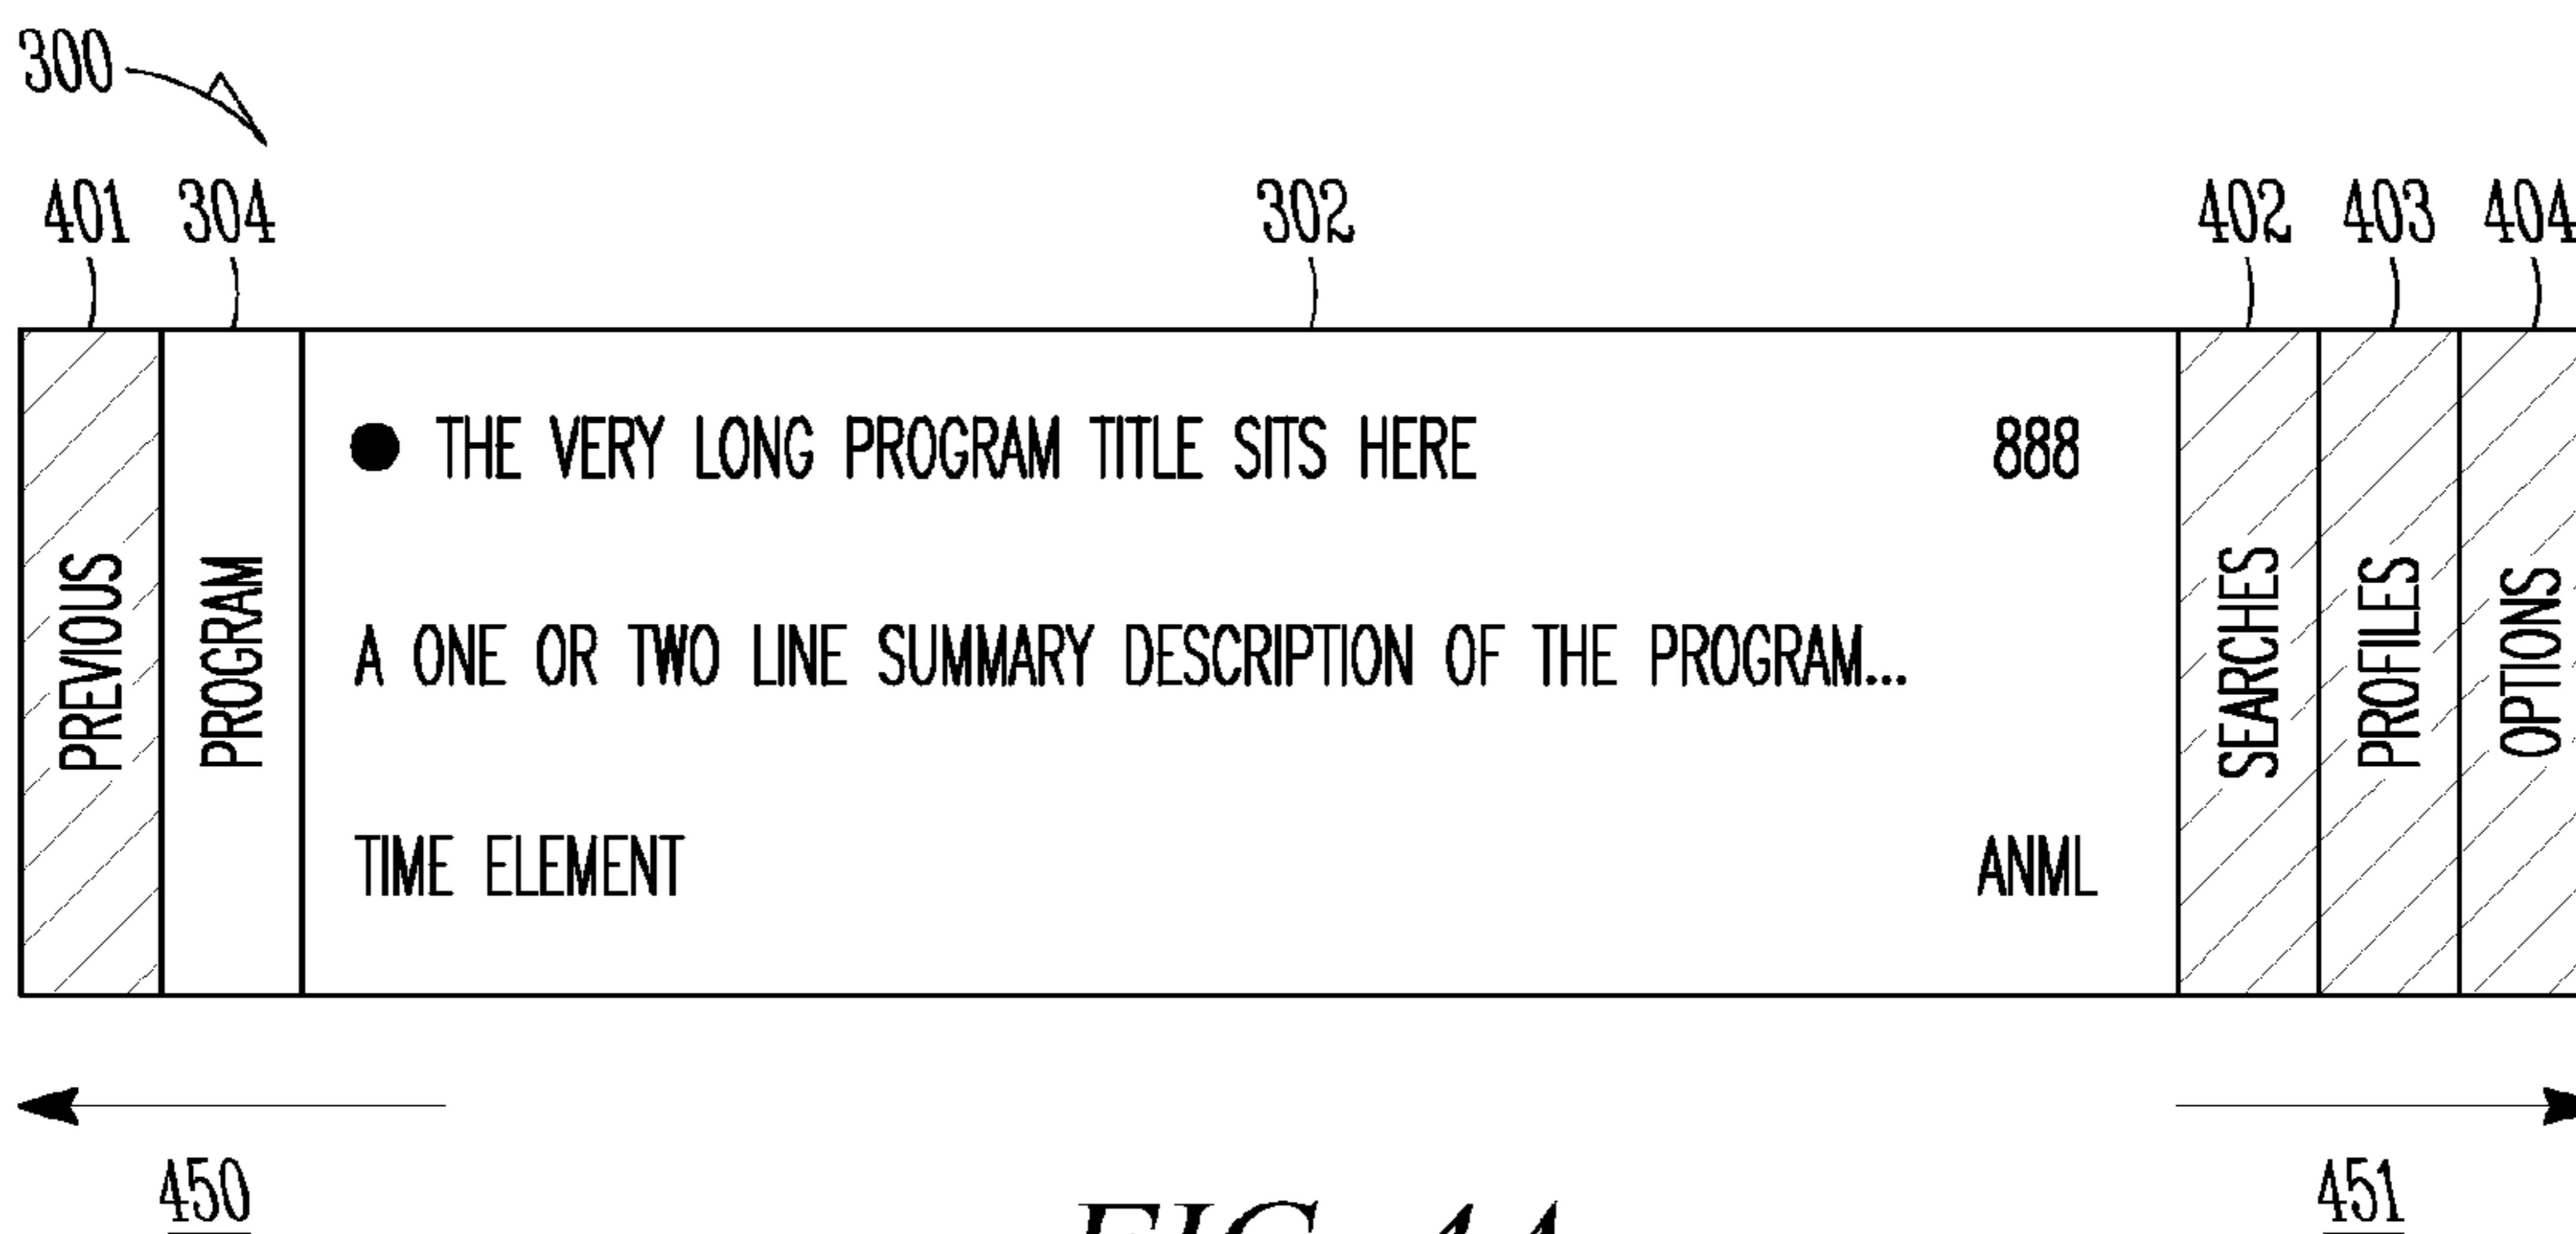 300
401 304 302 402 403 404
PREVIOUS
PROGRAM
● THE VERY LONG PROGRAM TITLE SITS HERE 888
A ONE OR TWO LINE SUMMARY DESCRIPTION OF THE PROGRAM...
TIME ELEMENT ANML
SEARCHES
PROFILES
OPTIONS
450 451